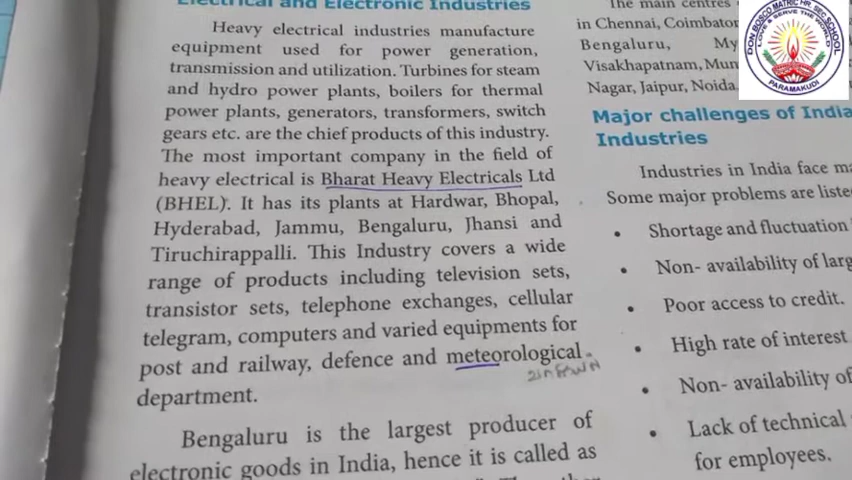 Electrical and Electronic Industries
Heavy electrical industries manufacture
equipment used for power generation,
transmission and utilization. Turbines for steam
and hydro power plants, boilers for thermal
power plants, generators, transformers, switch
gears etc. are the chief products of this industry.
The most important company in the field of
heavy electrical is Bharat Heavy Electricals Ltd
(BHEL). It has its plants at Hardwar, Bhopal,
Hyderabad, Jammu, Bengaluru, Jhansi and
Tiruchirappalli. This Industry covers a wide
range of products including television sets,
transistor sets, telephone exchanges, cellular
telegram, computers and varied equipments for
post and railway, defence and meteorological
department.
Bengaluru is the largest producer of
electronic goods in India, hence it is called as
The main centres
in Chennai, Coimbator
Bengaluru, My
Visakhapatnam, Mun
Nagar, Jaipur, Noida.
Major challenges of India
Industries
Industries in India face ma
Some major problems are liste
• Shortage and fluctuation
• Non- availability of larg
• Poor access to credit.
• High rate of interest
• Non- availability of
• Lack of technical
for employees.
DON BOSCO MATRIC HR. SEC. SCHOOL
LOVE & SERVE THE WORLD
PARAMAKUDI